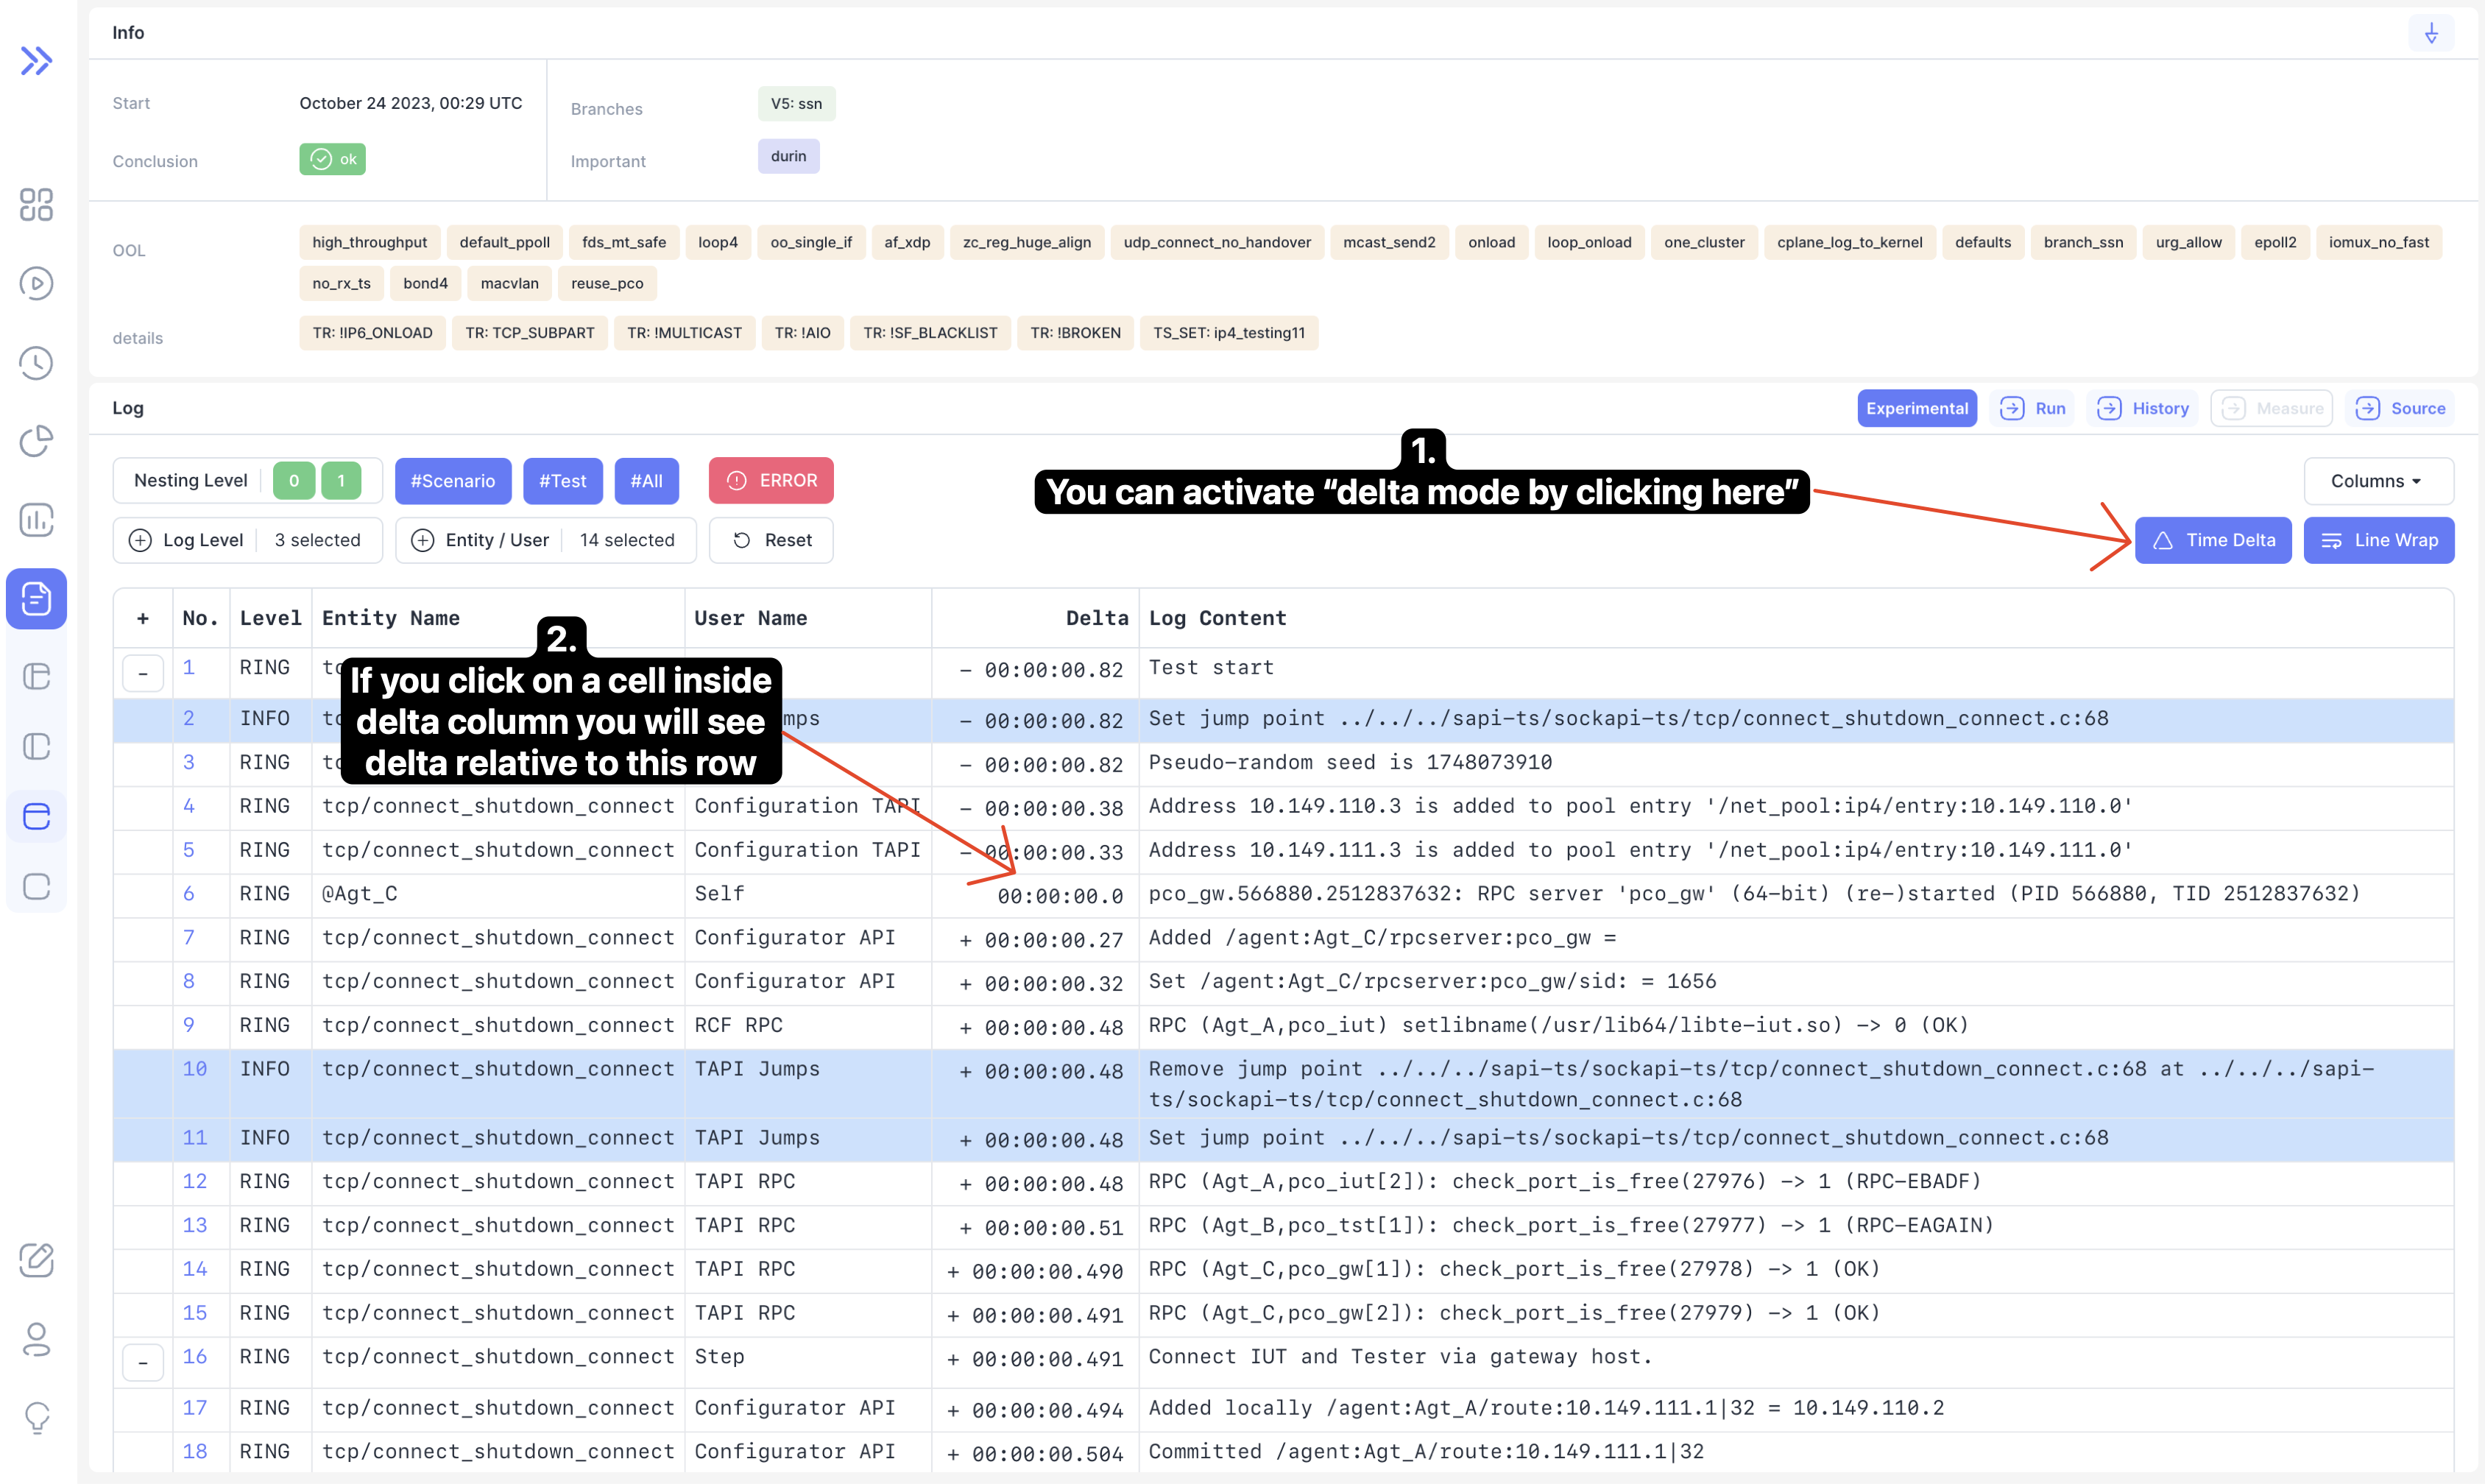 Info
Start October 24 2023, 00:29 UTC Branches V5: ssn
Conclusion ok Important durin
OOL high_throughput default_ppoll fds_mt_safe loop4 oo_single_if af_xdp zc_reg_huge_align udp_connect_no_handover mcast_send2 onload loop_onload one_cluster cplane_log_to_kernel defaults branch_ssn urg_allow epoll2 iomux_no_fast
no_rx_ts bond4 macvlan reuse_pco
details TR: !IP6_ONLOAD TR: TCP_SUBPART TR: !MULTICAST TR: !AIO TR: !SF_BLACKLIST TR: !BROKEN TS_SET: ip4_testing11
Log Experimental Run History Measure Source
1.
Nesting Level 0 1 #Scenario #Test #All ERROR You can activate “delta mode by clicking here” Columns
Log Level 3 selected Entity / User 14 selected Reset Time Delta Line Wrap
+ No. Level Entity Name User Name Delta Log Content
2.
If you click on a cell inside
delta column you will see
delta relative to this row
- 1 RING − 00:00:00.82 Test start
2 INFO − 00:00:00.82 Set jump point ../../../sapi-ts/sockapi-ts/tcp/connect_shutdown_connect.c:68
3 RING − 00:00:00.82 Pseudo-random seed is 1748073910
4 RING tcp/connect_shutdown_connect Configuration TAPI − 00:00:00.38 Address 10.149.110.3 is added to pool entry '/net_pool:ip4/entry:10.149.110.0'
5 RING tcp/connect_shutdown_connect Configuration TAPI − 00:00:00.33 Address 10.149.111.3 is added to pool entry '/net_pool:ip4/entry:10.149.111.0'
6 RING @Agt_C Self 00:00:00.0 pco_gw.566880.2512837632: RPC server 'pco_gw' (64-bit) (re-)started (PID 566880, TID 2512837632)
7 RING tcp/connect_shutdown_connect Configurator API + 00:00:00.27 Added /agent:Agt_C/rpcserver:pco_gw =
8 RING tcp/connect_shutdown_connect Configurator API + 00:00:00.32 Set /agent:Agt_C/rpcserver:pco_gw/sid: = 1656
9 RING tcp/connect_shutdown_connect RCF RPC + 00:00:00.48 RPC (Agt_A,pco_iut) setlibname(/usr/lib64/libte-iut.so) -> 0 (OK)
10 INFO tcp/connect_shutdown_connect TAPI Jumps + 00:00:00.48 Remove jump point ../../../sapi-ts/sockapi-ts/tcp/connect_shutdown_connect.c:68 at ../../../sapi-
ts/sockapi-ts/tcp/connect_shutdown_connect.c:68
11 INFO tcp/connect_shutdown_connect TAPI Jumps + 00:00:00.48 Set jump point ../../../sapi-ts/sockapi-ts/tcp/connect_shutdown_connect.c:68
12 RING tcp/connect_shutdown_connect TAPI RPC + 00:00:00.48 RPC (Agt_A,pco_iut[2]): check_port_is_free(27976) -> 1 (RPC-EBADF)
13 RING tcp/connect_shutdown_connect TAPI RPC + 00:00:00.51 RPC (Agt_B,pco_tst[1]): check_port_is_free(27977) -> 1 (RPC-EAGAIN)
14 RING tcp/connect_shutdown_connect TAPI RPC + 00:00:00.490 RPC (Agt_C,pco_gw[1]): check_port_is_free(27978) -> 1 (OK)
15 RING tcp/connect_shutdown_connect TAPI RPC + 00:00:00.491 RPC (Agt_C,pco_gw[2]): check_port_is_free(27979) -> 1 (OK)
- 16 RING tcp/connect_shutdown_connect Step + 00:00:00.491 Connect IUT and Tester via gateway host.
17 RING tcp/connect_shutdown_connect Configurator API + 00:00:00.494 Added locally /agent:Agt_A/route:10.149.111.1|32 = 10.149.110.2
18 RING tcp/connect_shutdown_connect Configurator API + 00:00:00.504 Committed /agent:Agt_A/route:10.149.111.1|32